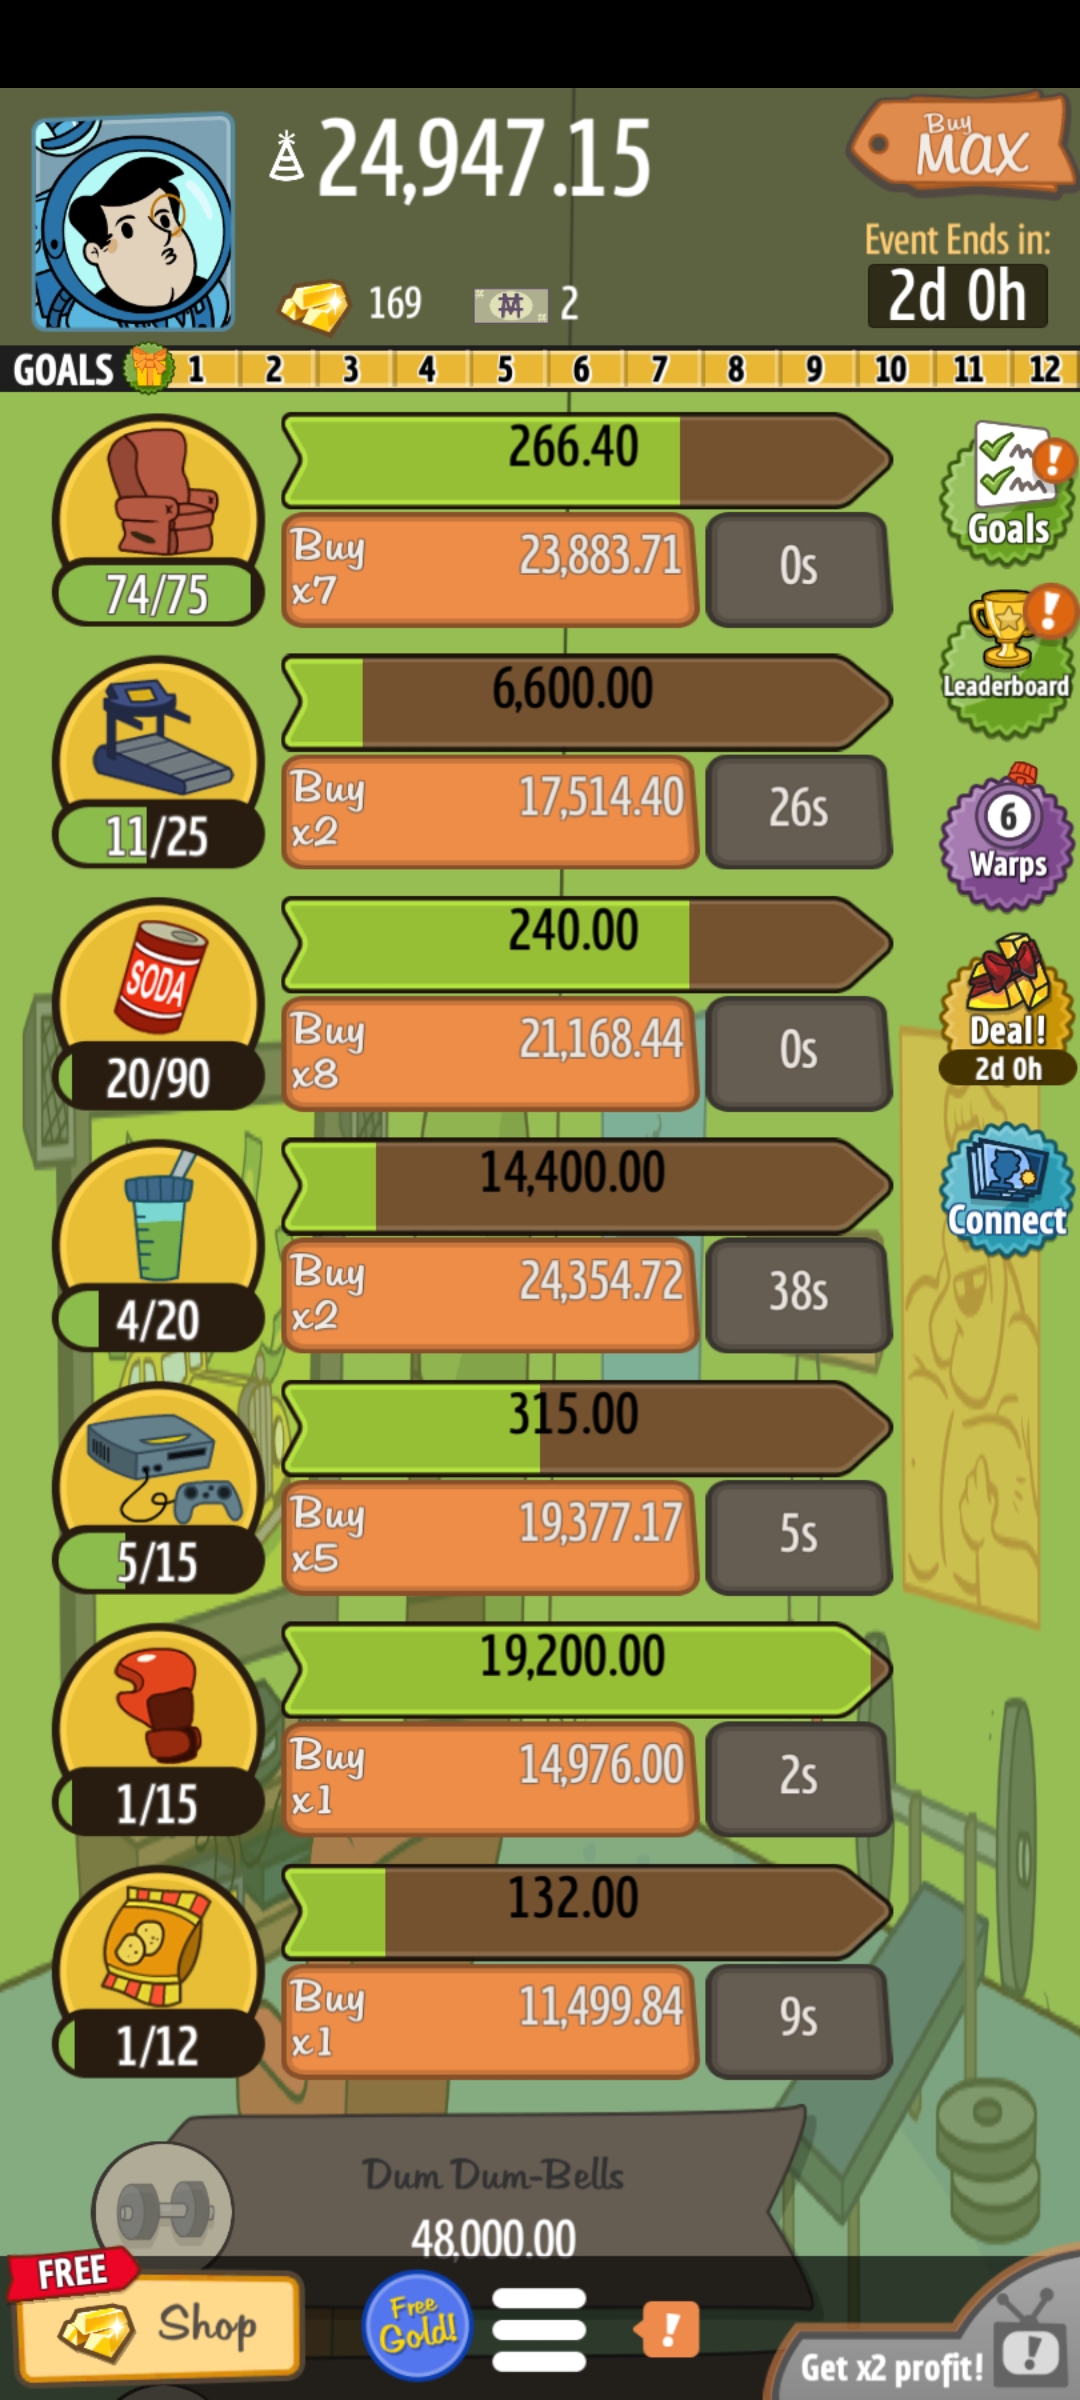 24,947.15
Buy
MAX
Event Ends in:
2d 0h
169
2
GOALS 1 2 3 4 5 6 7 8 9 10 11 12
266.40
Buy
x7
23,883.71
0s
74/75
Goals
6,600.00
Leaderboard
Buy
x2
17,514.40
26s
11/25
6
Warps
240.00
SODA
Buy
x8
21,168.44
0s
20/90
Deal!
2d 0h
14,400.00
Connect
Buy
x2
24,354.72
38s
4/20
315.00
Buy
x5
19,377.17
5s
5/15
19,200.00
Buy
x1
14,976.00
2s
1/15
132.00
Buy
x1
11,499.84
9s
1/12
Dum Dum-Bells
48,000.00
FREE
Shop
Free
Gold!
!
Get x2 profit!